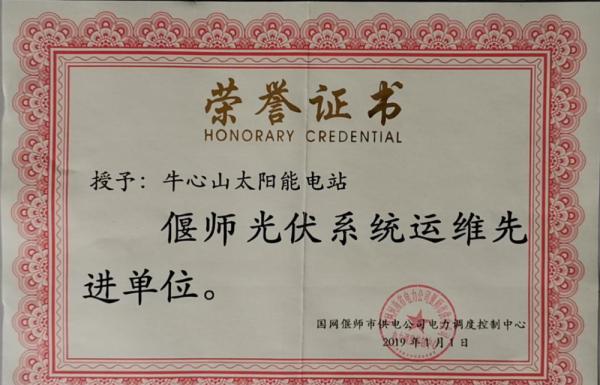 荣誉证书
HONORARY CREDENTIAL
授予：牛心山太阳能电站
偃师光伏系统运维先
进单位。
国网偃师市供电公司电力调度控制中心
2019年1月1日